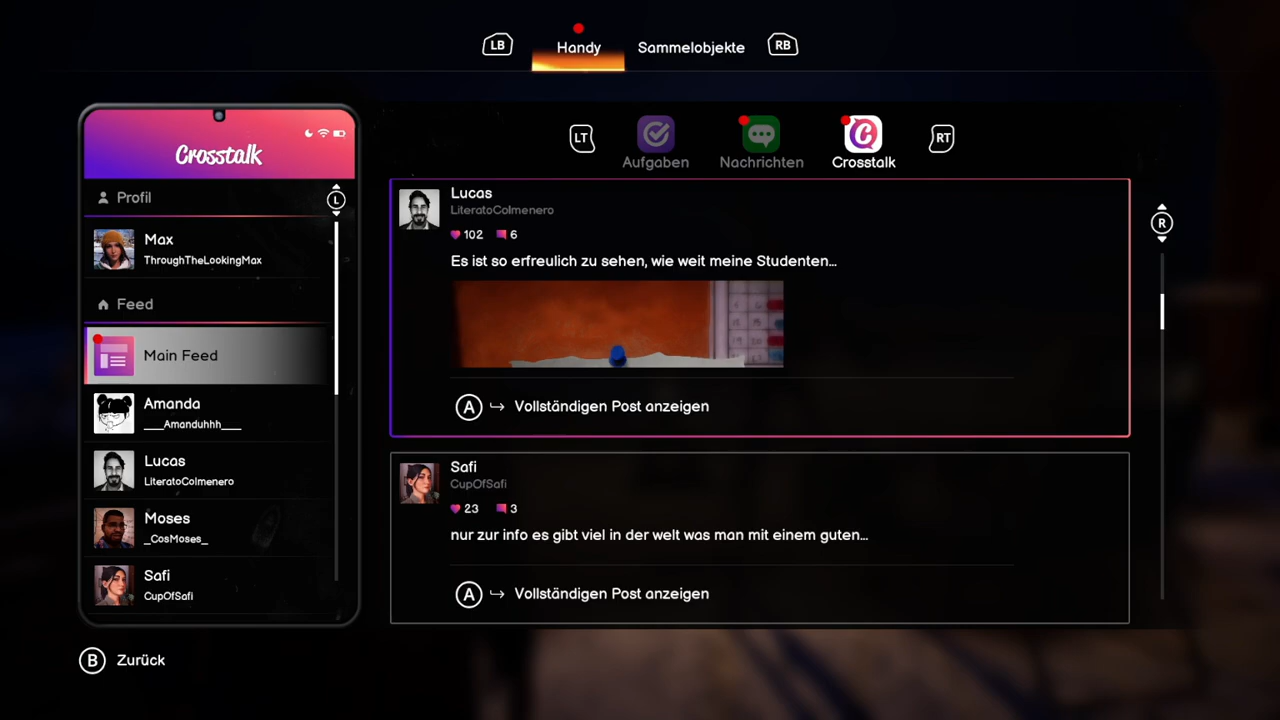 LB
Handy
Sammelobjekte
RB
Crosstalk
LT
Aufgaben
Nachrichten
Crosstalk
RT
Profil
L
Max
ThroughTheLookingMax
Feed
Main Feed
Amanda
___Amanduhhh___
Lucas
LiteratoColmenero
Moses
_CosMoses_
Safi
CupOfSafi
Lucas
LiteratoColmenero
102 6
Es ist so erfreulich zu sehen, wie weit meine Studenten...
A Vollständigen Post anzeigen
Safi
CupOfSafi
23 3
nur zur info es gibt viel in der welt was man mit einem guten...
A Vollständigen Post anzeigen
R
B Zurück